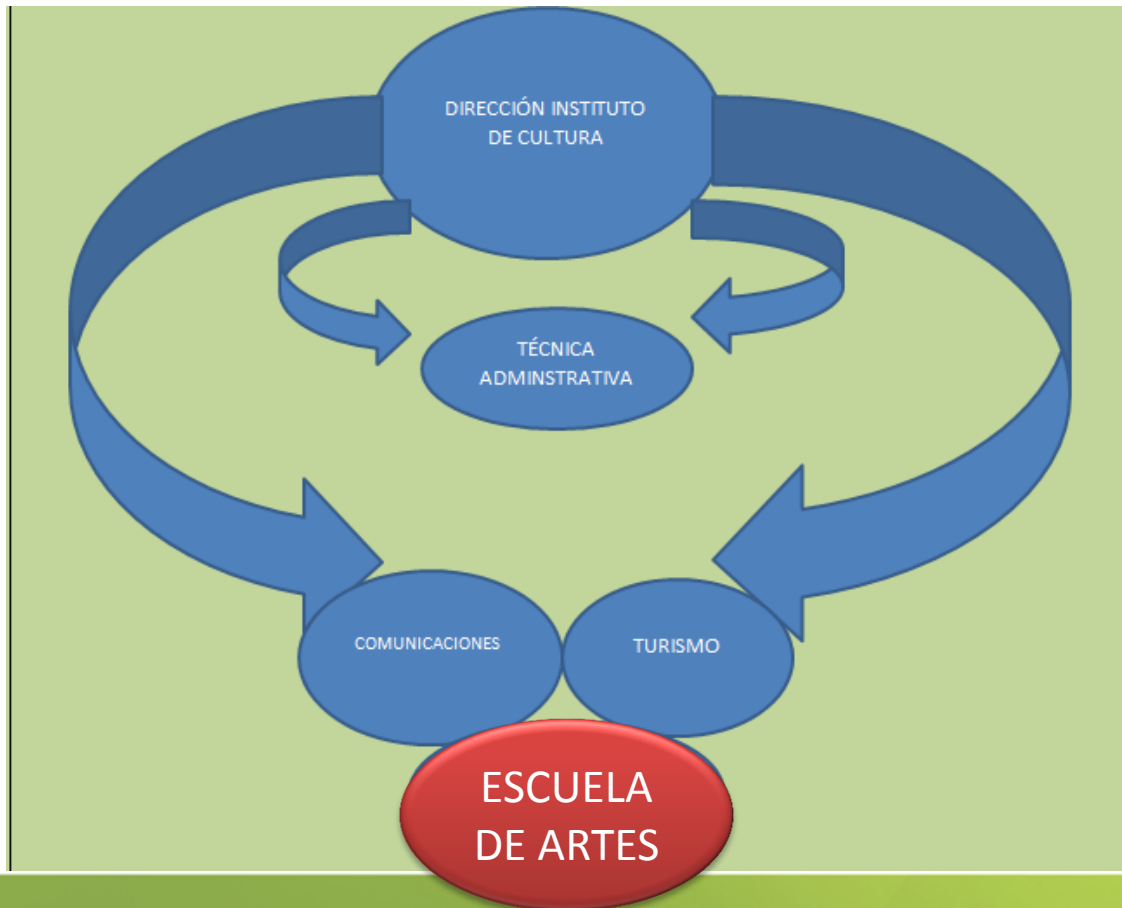 DIRECCIÓN INSTITUTO
DE CULTURA
TÉCNICA
ADMINSTRATIVA
COMUNICACIONES
TURISMO
ESCUELA
DE ARTES